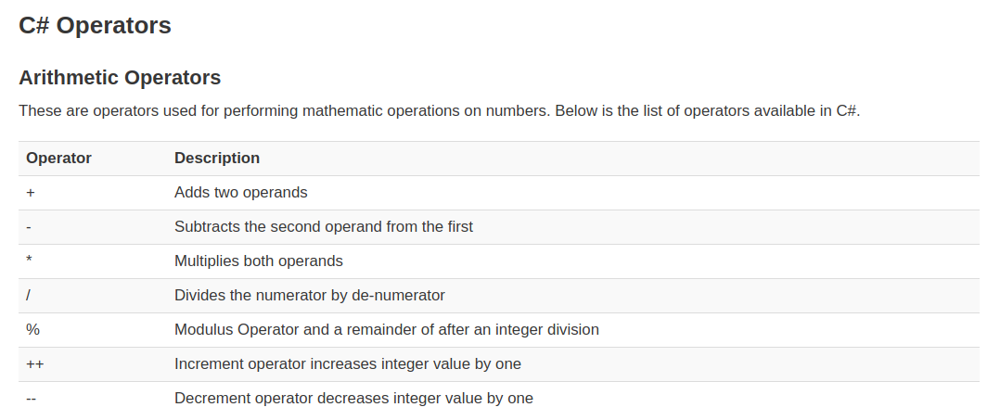 C# Operators
Arithmetic Operators
These are operators used for performing mathematic operations on numbers. Below is the list of operators available in C#.
Operator Description
+ Adds two operands
- Subtracts the second operand from the first
* Multiplies both operands
/ Divides the numerator by de-numerator
% Modulus Operator and a remainder of after an integer division
++ Increment operator increases integer value by one
-- Decrement operator decreases integer value by one